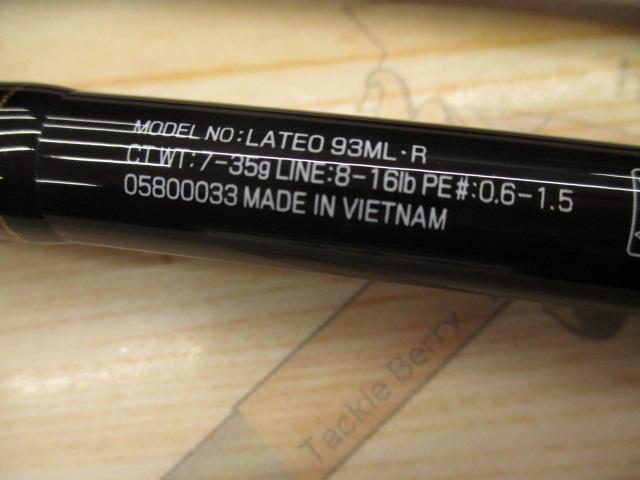 MODEL NO:LATEO 93ML·R
CT WT:7-35g LINE:8-16lb PE#:0.6-1.5
05800033 MADE IN VIETNAM
Tackle Berry